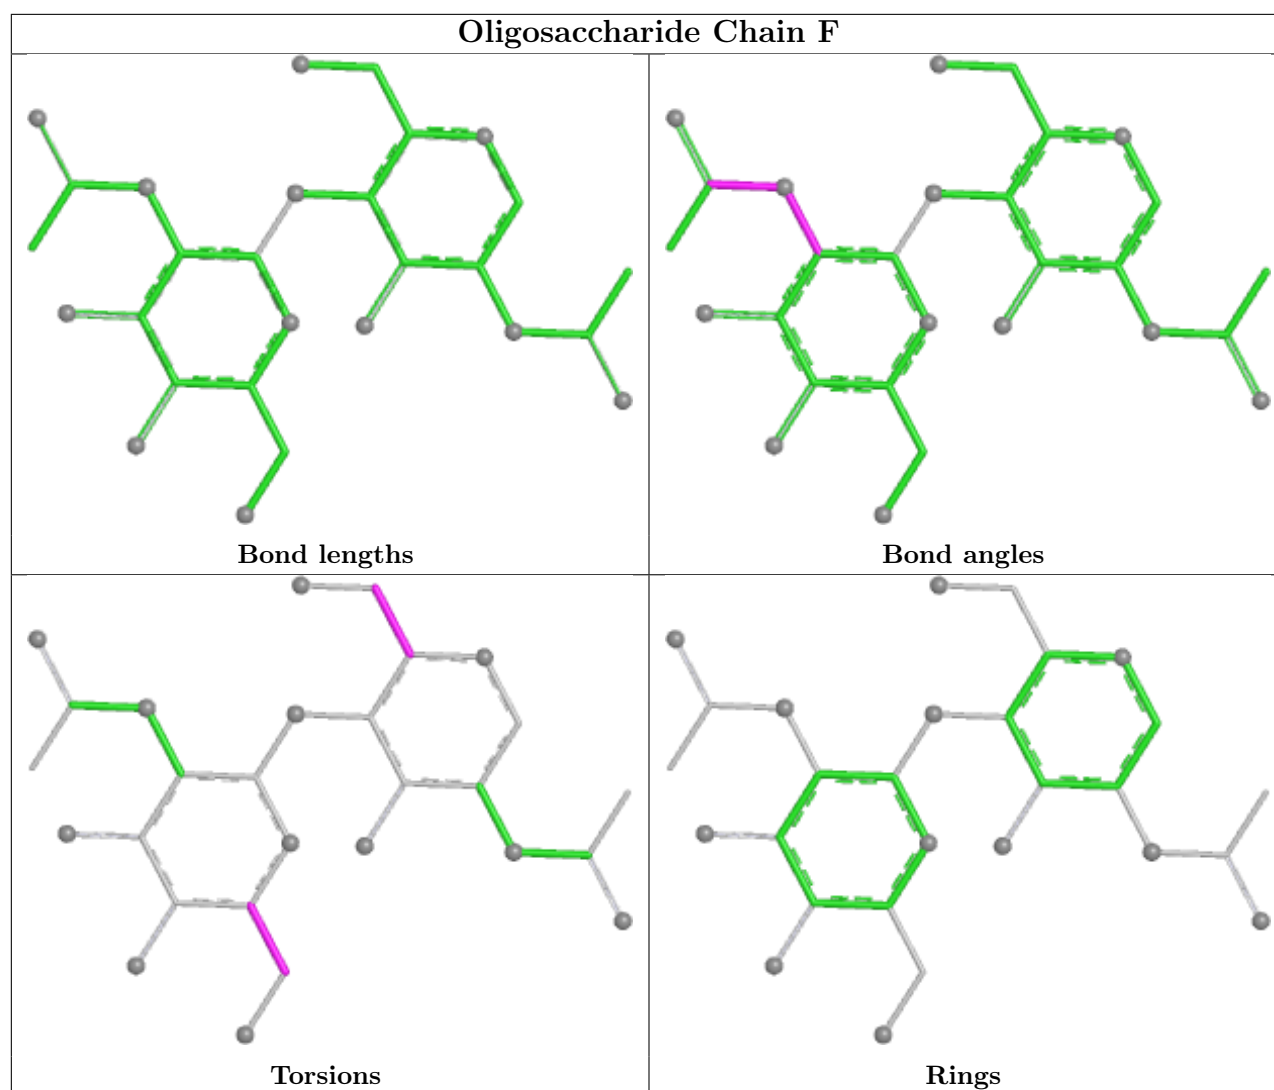 Oligosaccharide Chain F
Bond lengths
Bond angles
Torsions
Rings